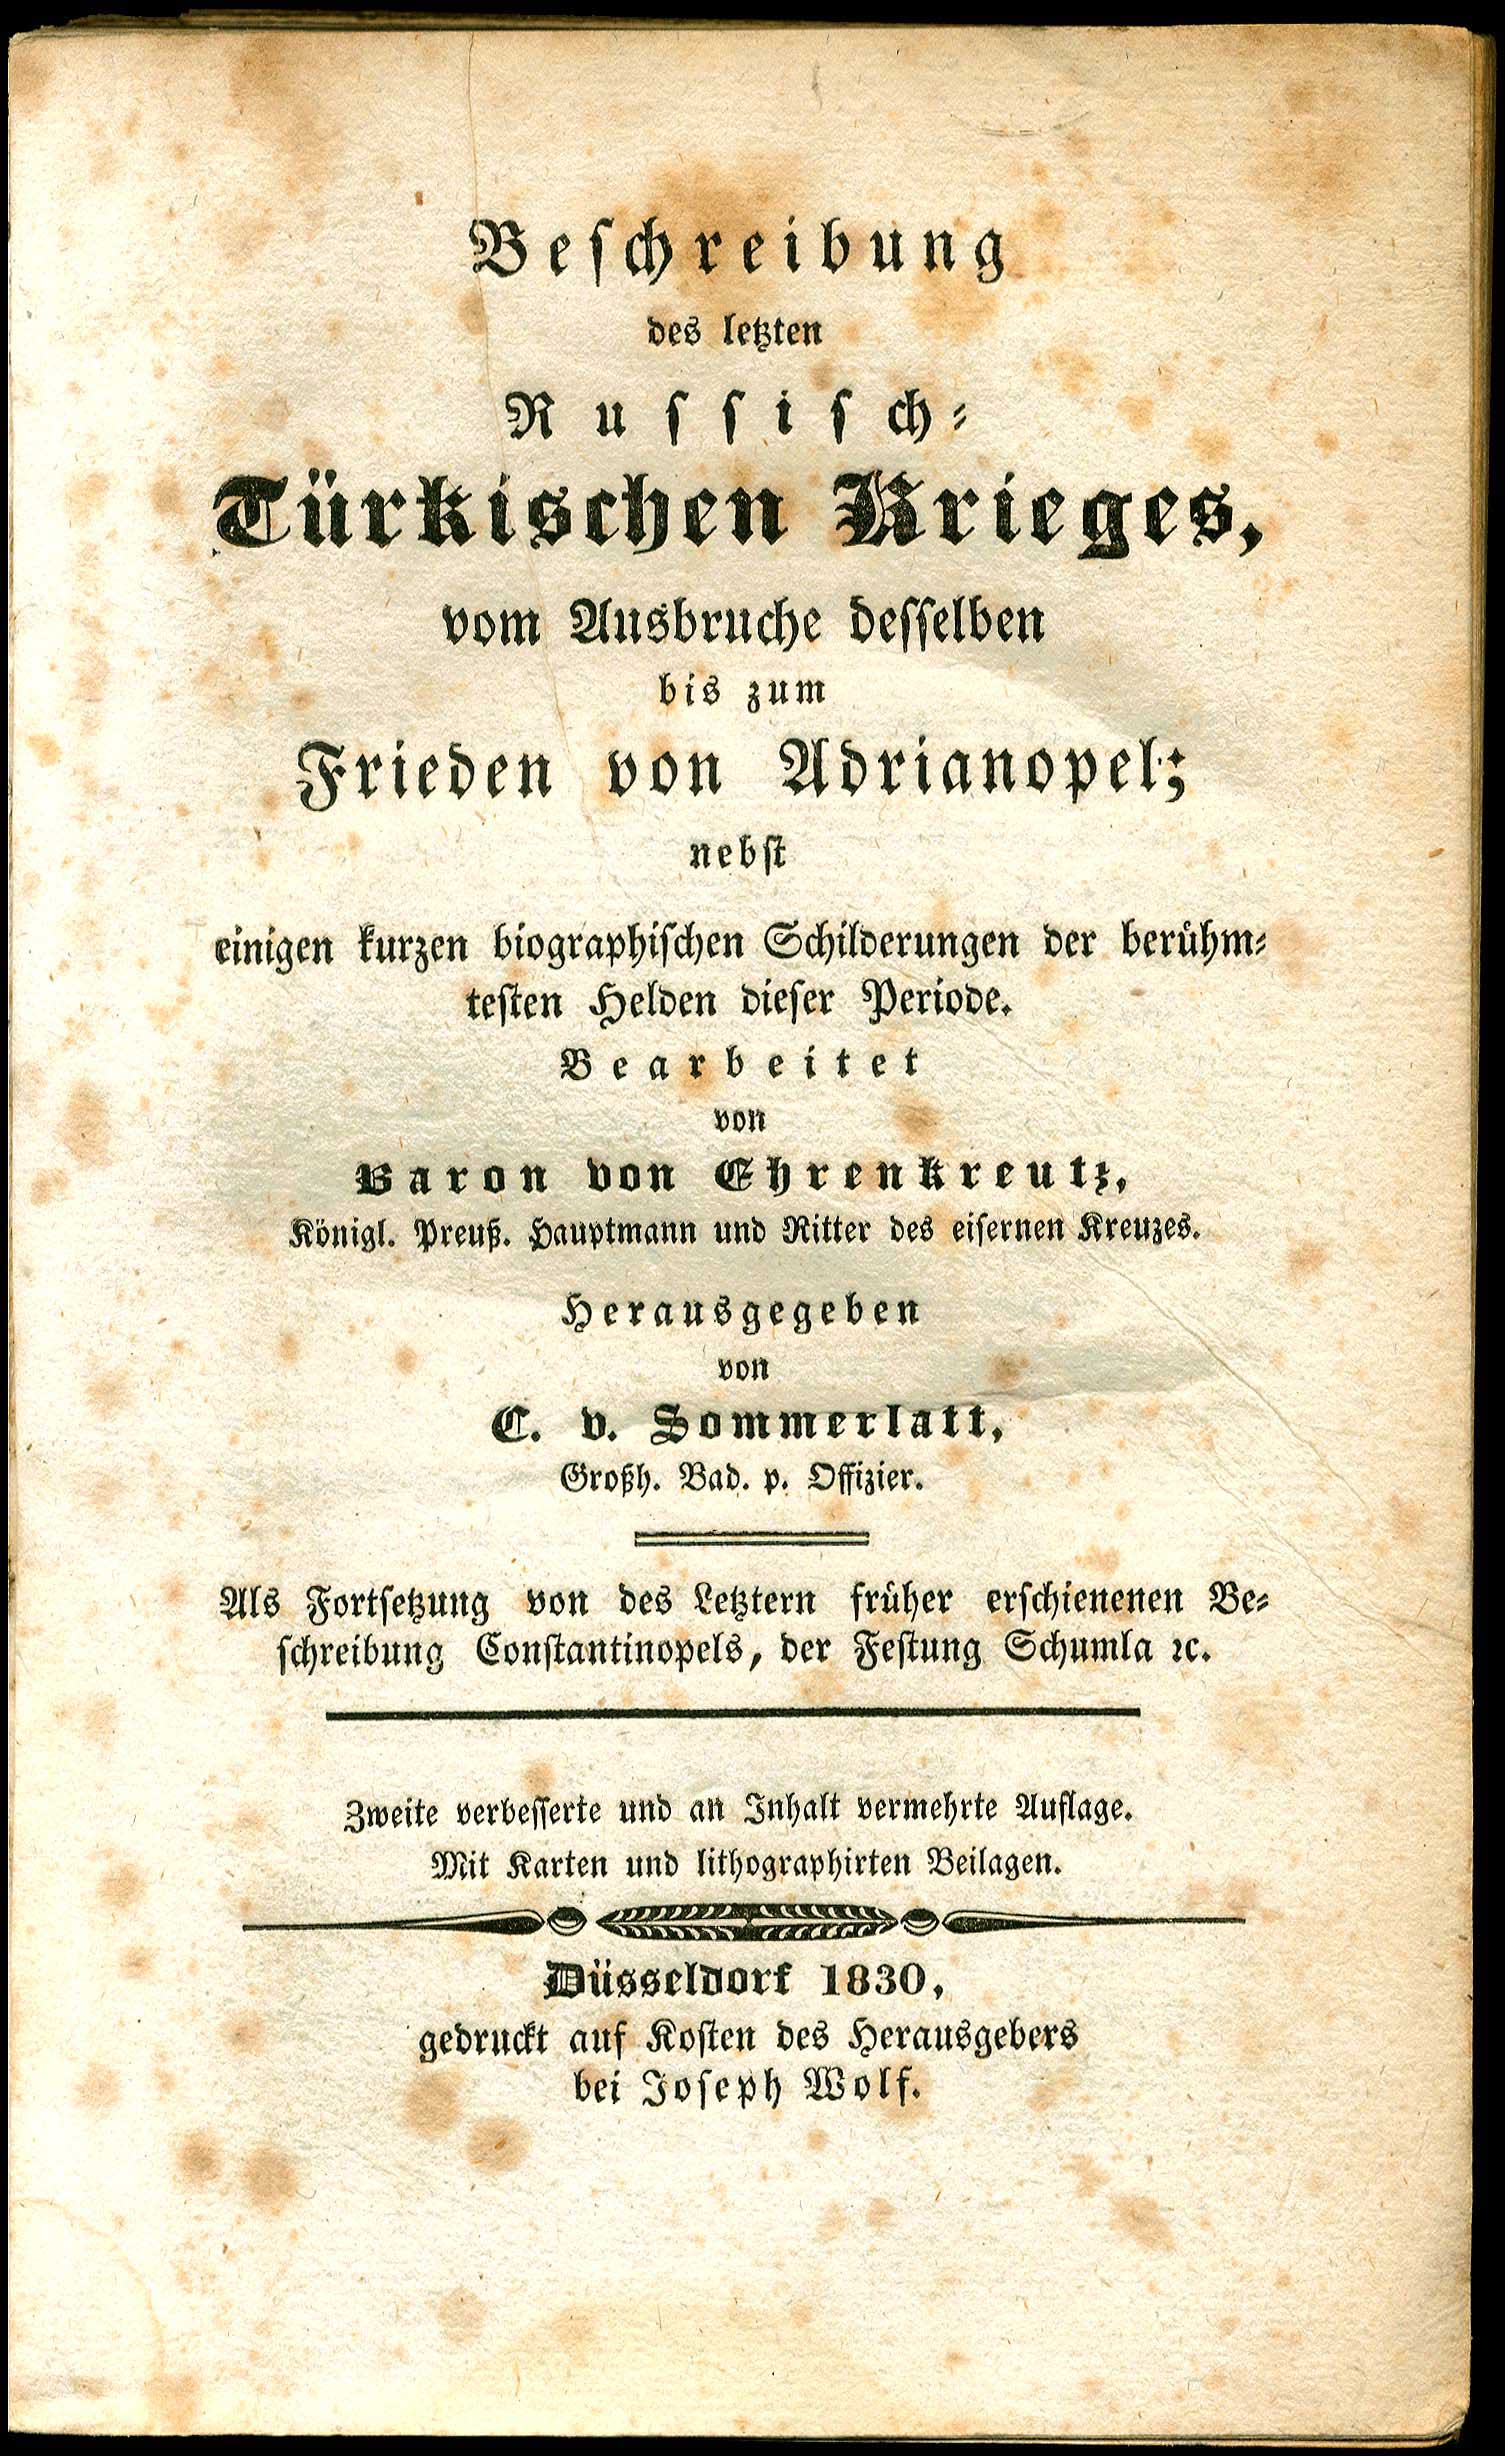 Beschreibung
des letzten
Russisch-
Türkischen Krieges,
vom Ausbruche desselben
bis zum
Frieden von Adrianopel;
nebst
einigen kurzen biographischen Schilderungen der berühm-
testen Helden dieser Periode.
Bearbeitet
von
Baron von Ehrenkreutz,
Königl. Preuß. Hauptmann und Ritter des eisernen Kreuzes.
Herausgegeben
von
C. v. Sommerlatt,
Großh. Bad. p. Offizier.
Als Fortsetzung von des Letztern früher erschienenen Be-
schreibung Constantinopels, der Festung Schumla ꝛc.
Zweite verbesserte und an Inhalt vermehrte Auflage.
Mit Karten und lithographirten Beilagen.
Düsseldorf 1830,
gedruckt auf Kosten des Herausgebers
bei Joseph Wolf.